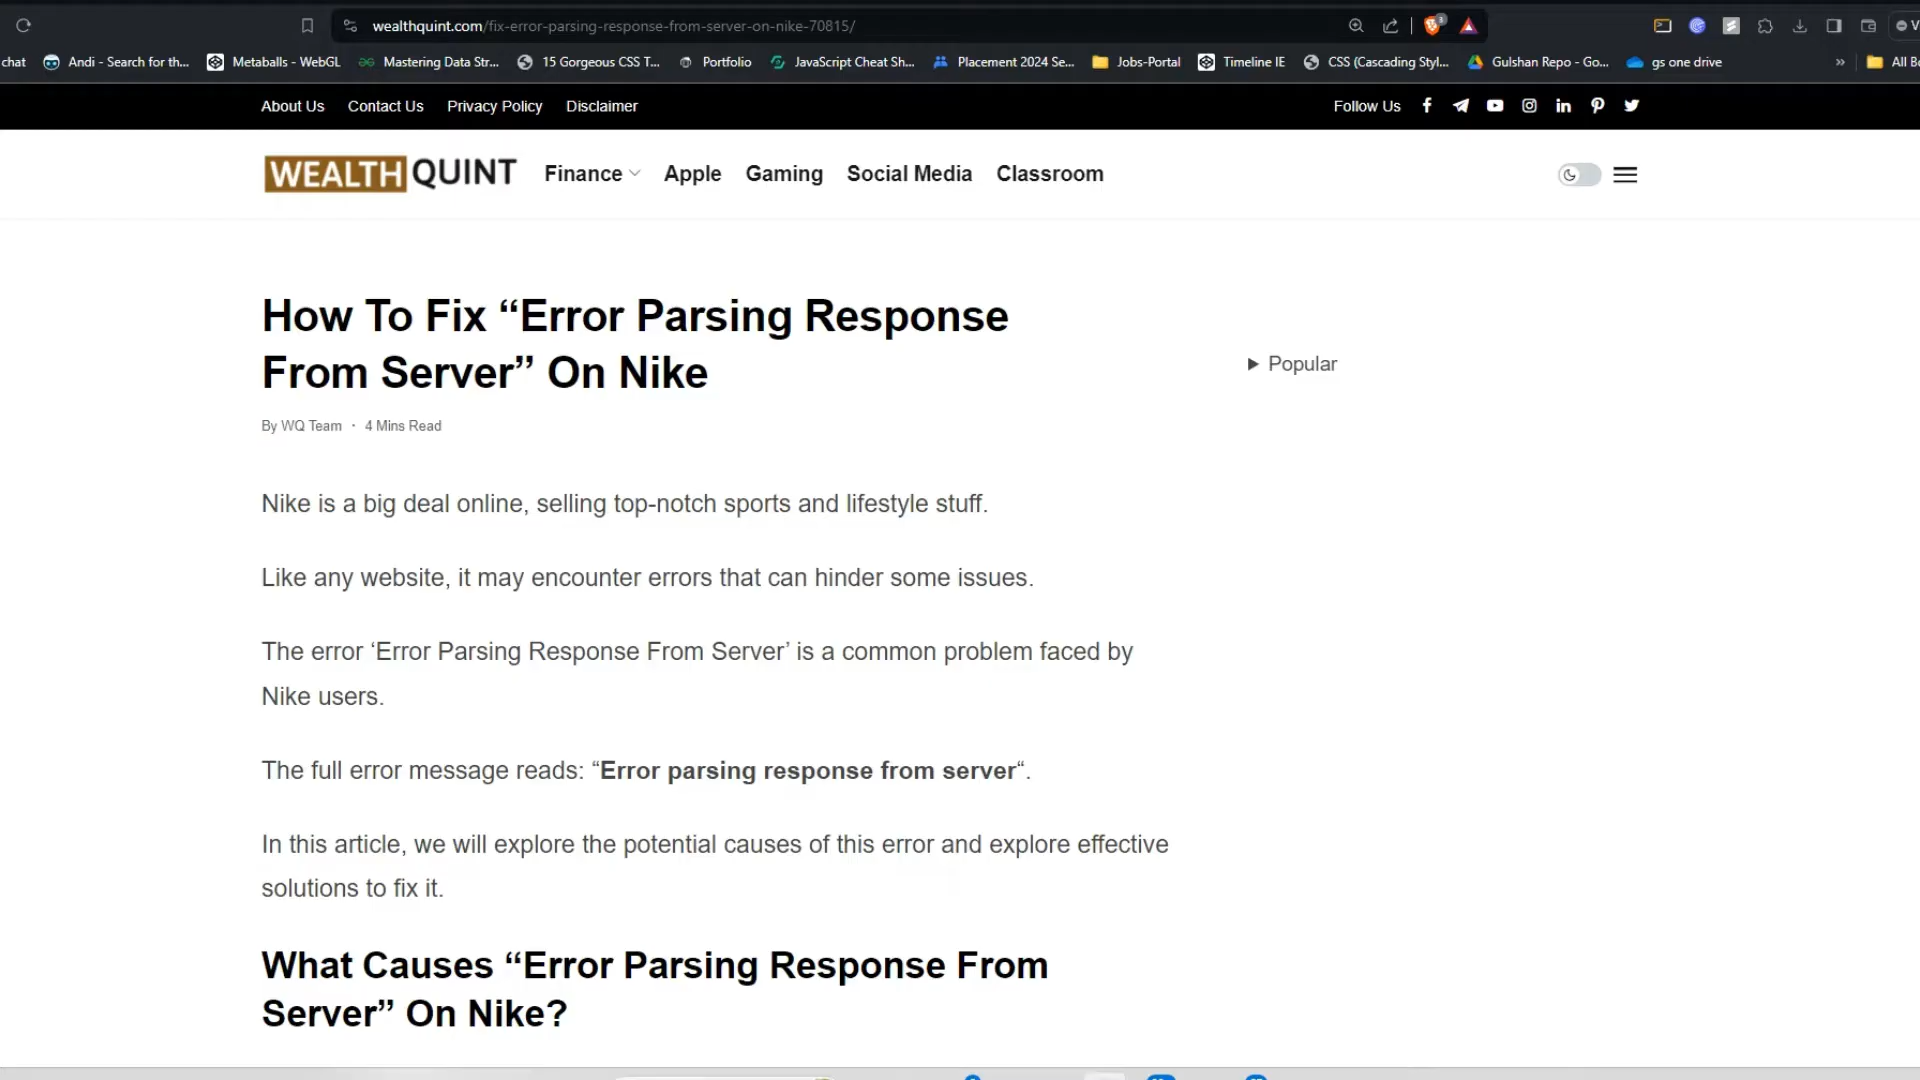 wealthquint.com/fix-error-parsing-response-from-server-on-nike-70815/
3
chat Andi - Search for th... Metaballs - WebGL Mastering Data Str... 15 Gorgeous CSS T... Portfolio JavaScript Cheat Sh... Placement 2024 Se... Jobs-Portal Timeline IE CSS (Cascading Styl... Gulshan Repo - Go... gs one drive » All
About Us Contact Us Privacy Policy Disclaimer Follow Us
WEALTH QUINT Finance Apple Gaming Social Media Classroom
How To Fix “Error Parsing Response
From Server” On Nike
Popular
By WQ Team · 4 Mins Read
Nike is a big deal online, selling top-notch sports and lifestyle stuff.
Like any website, it may encounter errors that can hinder some issues.
The error ‘Error Parsing Response From Server’ is a common problem faced by
Nike users.
The full error message reads: “Error parsing response from server“.
In this article, we will explore the potential causes of this error and explore effective
solutions to fix it.
What Causes “Error Parsing Response From
Server” On Nike?